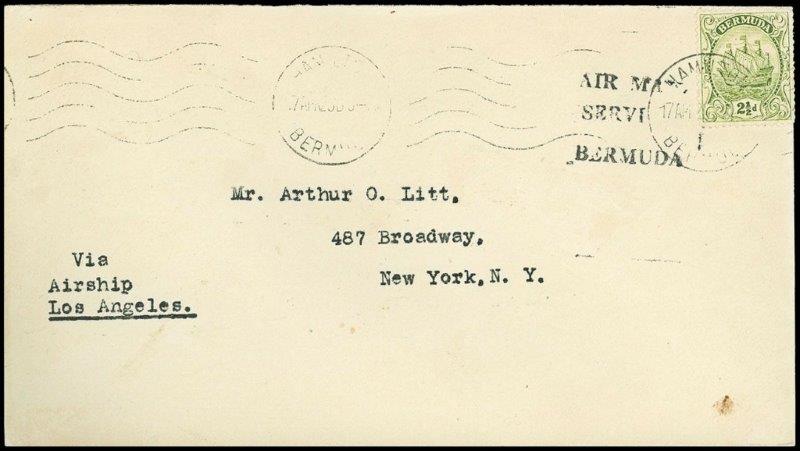 BERMUDA
2½d
AIR
BERMUDA
Mr. Arthur O. Litt,
487 Broadway,
New York, N. Y.
Via
Airship
Los Angeles.